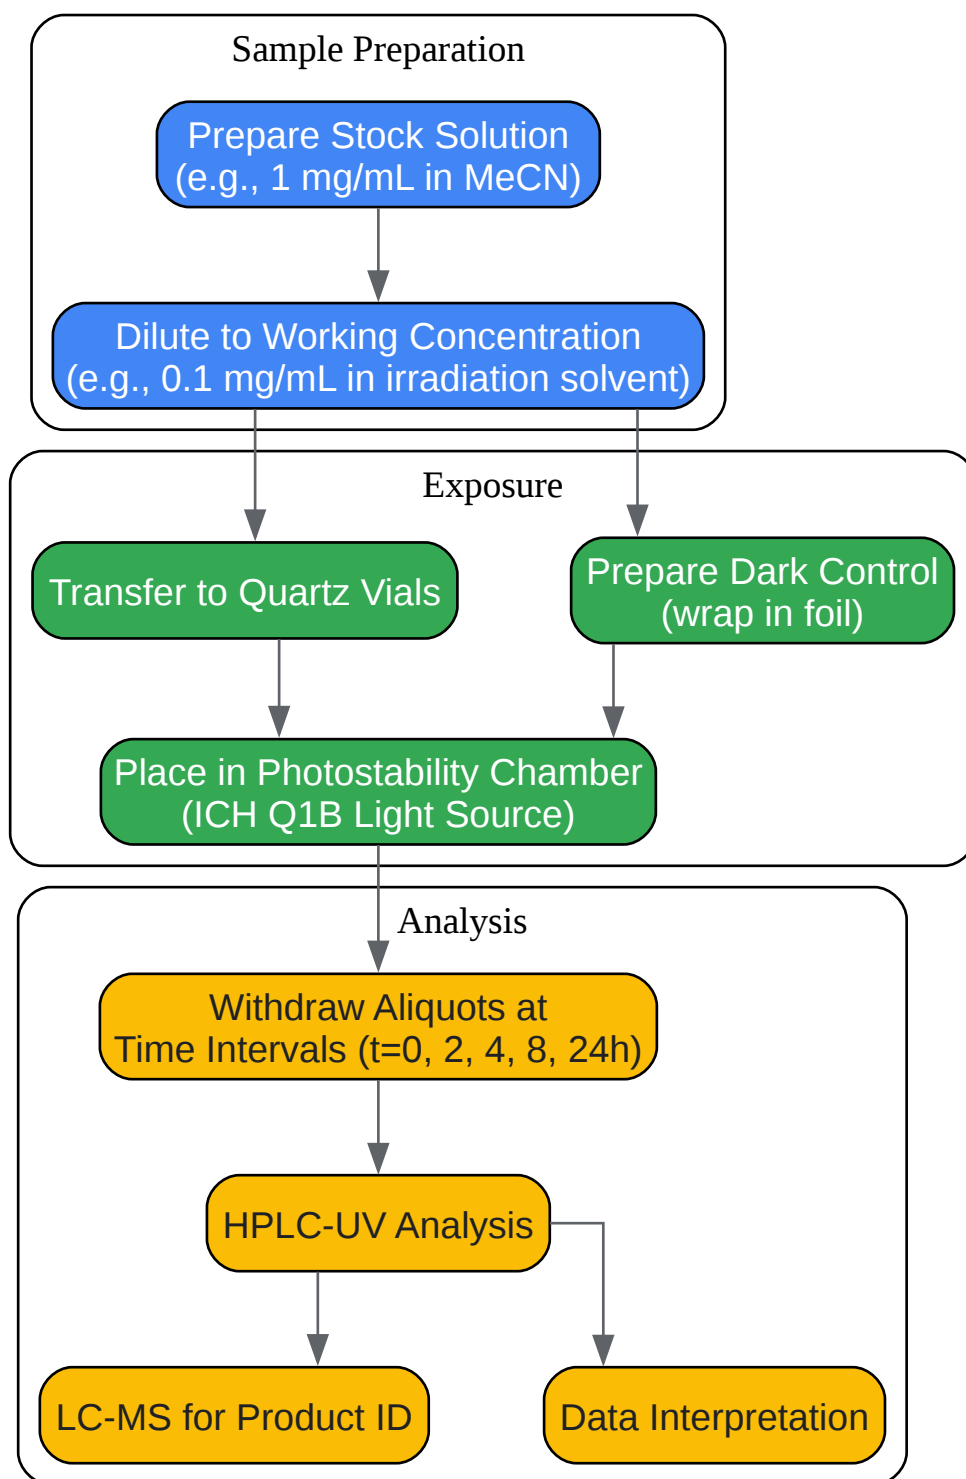 Sample Preparation
Prepare Stock Solution
(e.g., 1 mg/mL in MeCN)
Dilute to Working Concentration
(e.g., 0.1 mg/mL in irradiation solvent)
Exposure
Transfer to Quartz Vials
Prepare Dark Control
(wrap in foil)
Place in Photostability Chamber
(ICH Q1B Light Source)
Analysis
Withdraw Aliquots at
Time Intervals (t=0, 2, 4, 8, 24h)
HPLC-UV Analysis
LC-MS for Product ID
Data Interpretation